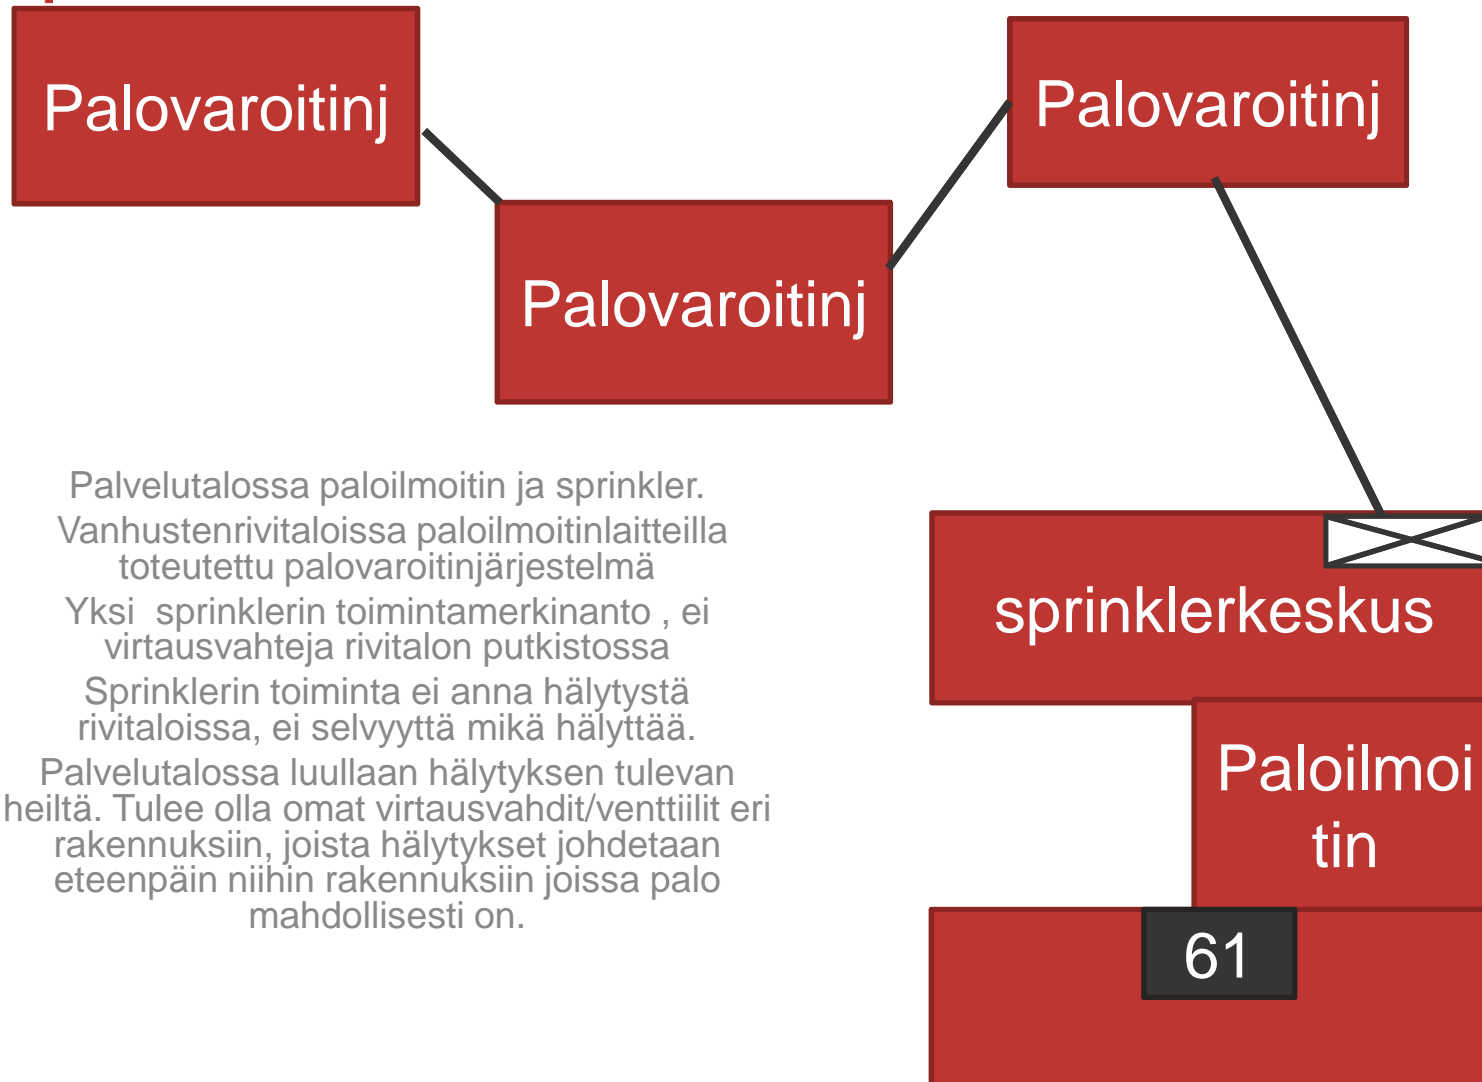 Palovaroitinj
Palovaroitinj
Palovaroitinj
Palvelutalossa paloilmoitin ja sprinkler.
Vanhustenrivitaloissa paloilmoitinlaitteilla
toteutettu palovaroitinjärjestelmä
Yksi  sprinklerin toimintamerkinanto , ei
virtausvahteja rivitalon putkistossa
Sprinklerin toiminta ei anna hälytystä
rivitaloissa, ei selvyyttä mikä hälyttää.
Palvelutalossa luullaan hälytyksen tulevan
heiltä. Tulee olla omat virtausvahdit/venttiilit eri
rakennuksiin, joista hälytykset johdetaan
eteenpäin niihin rakennuksiin joissa palo
mahdollisesti on.
sprinklerkeskus
Paloilmoi
tin
61